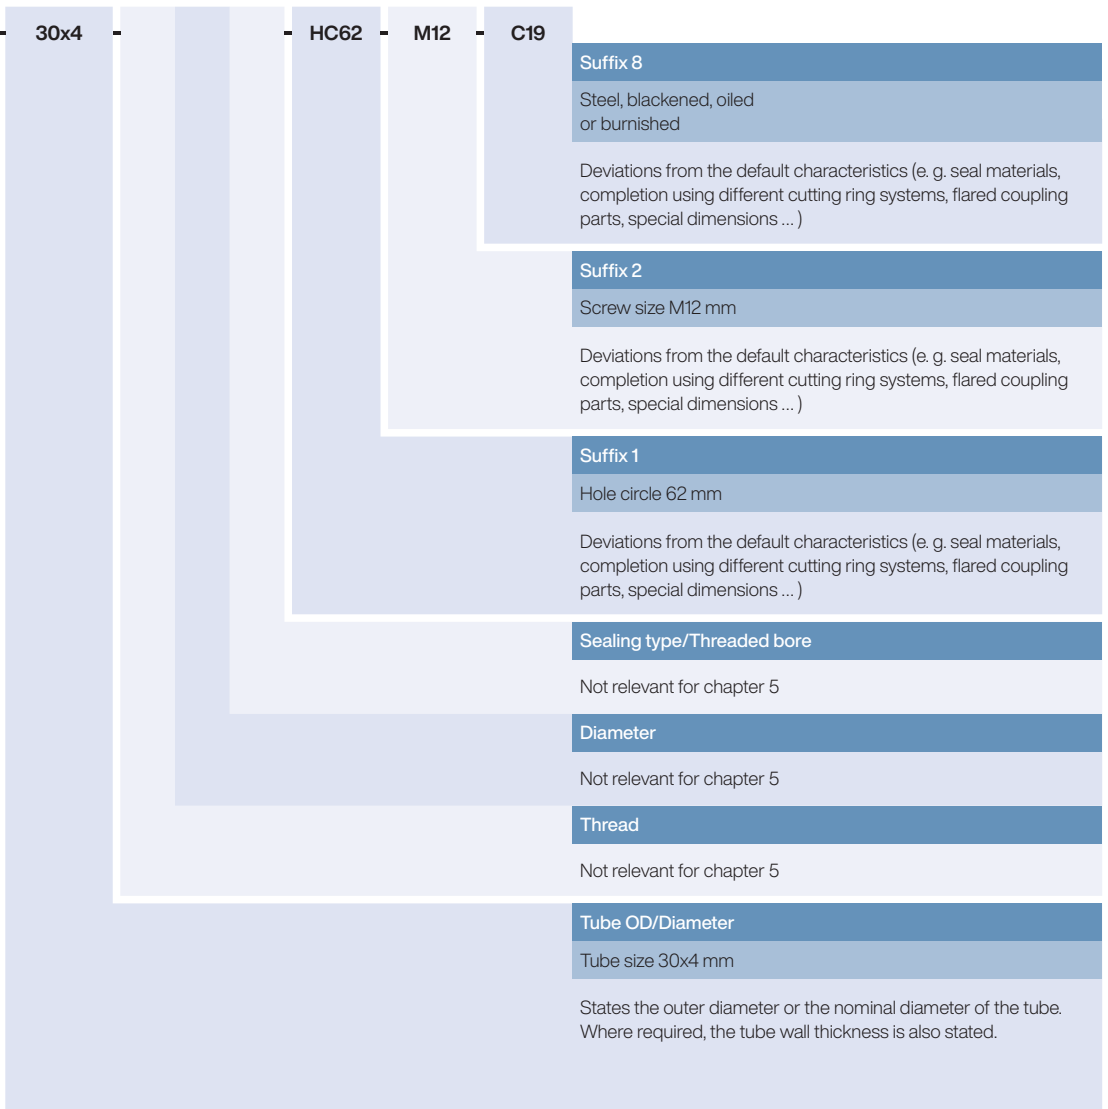 - 30x4 - - HC62 - M12 - C19
Suffix 8
Steel, blackened, oiled
or burnished
Deviations from the default characteristics (e. g. seal materials,
completion using different cutting ring systems, flared coupling
parts, special dimensions ... )
Suffix 2
Screw size M12 mm
Deviations from the default characteristics (e. g. seal materials,
completion using different cutting ring systems, flared coupling
parts, special dimensions ... )
Suffix 1
Hole circle 62 mm
Deviations from the default characteristics (e. g. seal materials,
completion using different cutting ring systems, flared coupling
parts, special dimensions ... )
Sealing type/Threaded bore
Not relevant for chapter 5
Diameter
Not relevant for chapter 5
Thread
Not relevant for chapter 5
Tube OD/Diameter
Tube size 30x4 mm
States the outer diameter or the nominal diameter of the tube.
Where required, the tube wall thickness is also stated.